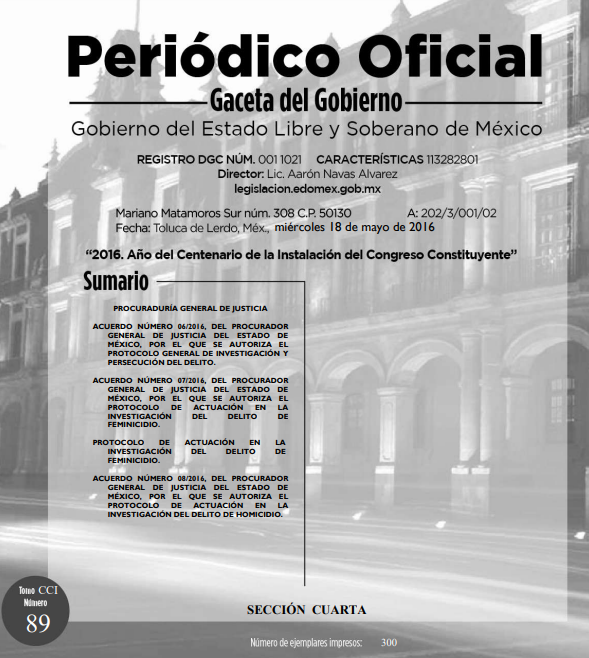 Periódico Oficial
Gaceta del Gobierno
Gobierno del Estado Libre y Soberano de México
REGISTRO DGC NÚM. 001 1021 CARACTERÍSTICAS 113282801
Director: Lic. Aarón Navas Alvarez
legislacion.edomex.gob.mx
Mariano Matamoros Sur núm. 308 C.P. 50130 A: 202/3/001/02
Fecha: Toluca de Lerdo, Méx., miércoles 18 de mayo de 2016
“2016. Año del Centenario de la Instalación del Congreso Constituyente”
Sumario
PROCURADURÍA GENERAL DE JUSTICIA
ACUERDO NÚMERO 06/2016, DEL PROCURADOR
GENERAL DE JUSTICIA DEL ESTADO DE
MÉXICO, POR EL QUE SE AUTORIZA EL
PROTOCOLO GENERAL DE INVESTIGACIÓN Y
PERSECUCIÓN DEL DELITO.
ACUERDO NÚMERO 07/2016, DEL PROCURADOR
GENERAL DE JUSTICIA DEL ESTADO DE
MÉXICO, POR EL QUE SE AUTORIZA EL
PROTOCOLO DE ACTUACIÓN EN LA
INVESTIGACIÓN DEL DELITO DE
FEMINICIDIO.
PROTOCOLO DE ACTUACIÓN EN LA
INVESTIGACIÓN DEL DELITO DE
FEMINICIDIO.
ACUERDO NÚMERO 08/2016, DEL PROCURADOR
GENERAL DE JUSTICIA DEL ESTADO DE
MÉXICO, POR EL QUE SE AUTORIZA EL
PROTOCOLO DE ACTUACIÓN EN LA
INVESTIGACIÓN DEL DELITO DE HOMICIDIO.
Tomo CCI
Número
89
SECCIÓN CUARTA
Número de ejemplares impresos: 300